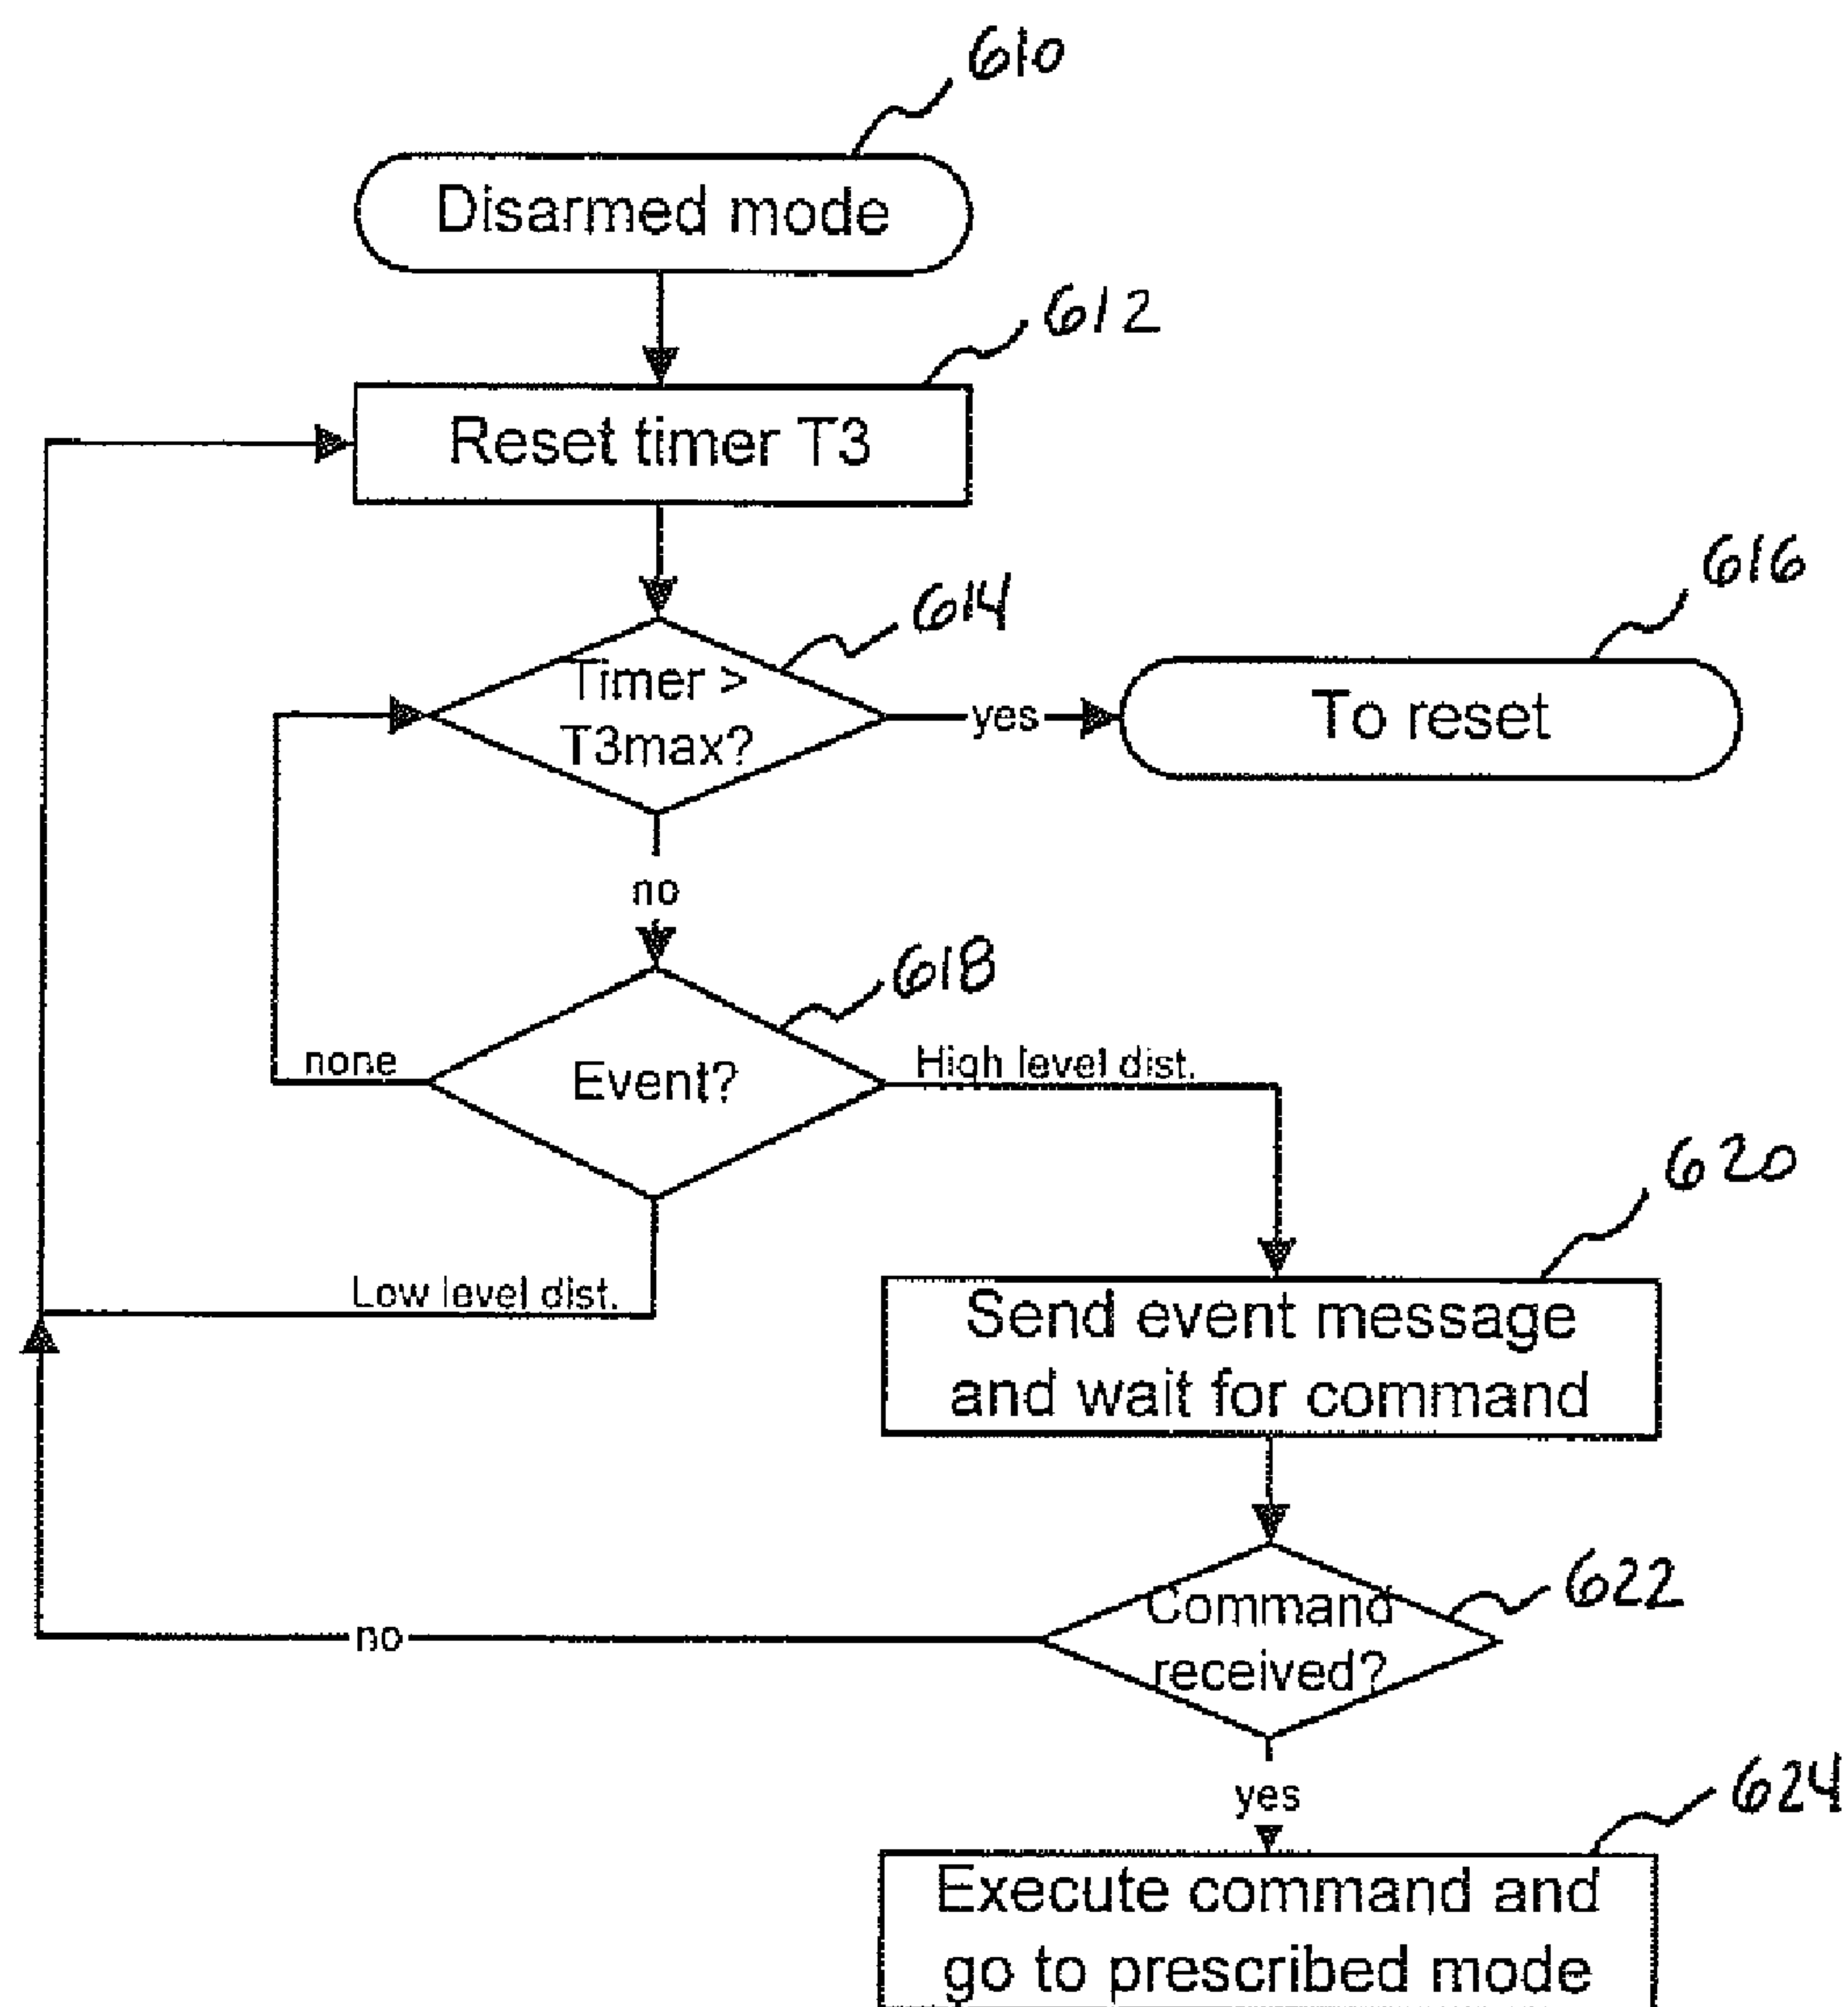 610
Disarmed mode
612
Reset timer T3
614
616
Timer >
T3max?
yes
To reset
no
618
none
Event?
High level dist.
620
Low level dist.
Send event message
and wait for command
622
Command
received?
no
yes
624
Execute command and
go to prescribed mode